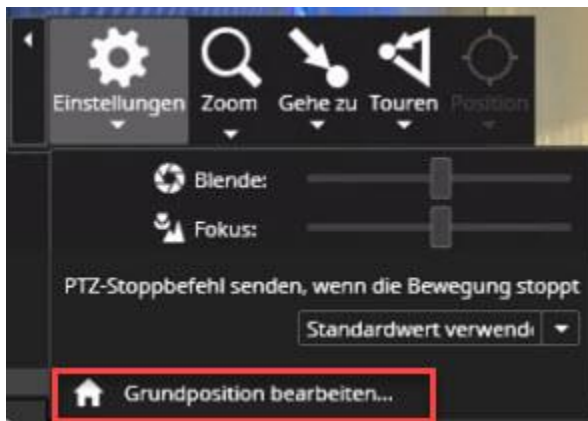 Einstellungen Zoom Gehe zu Touren Position
Blende:
Fokus:
PTZ-Stoppbefehl senden, wenn die Bewegung stoppt
Standardwert verwend
Grundposition bearbeiten...